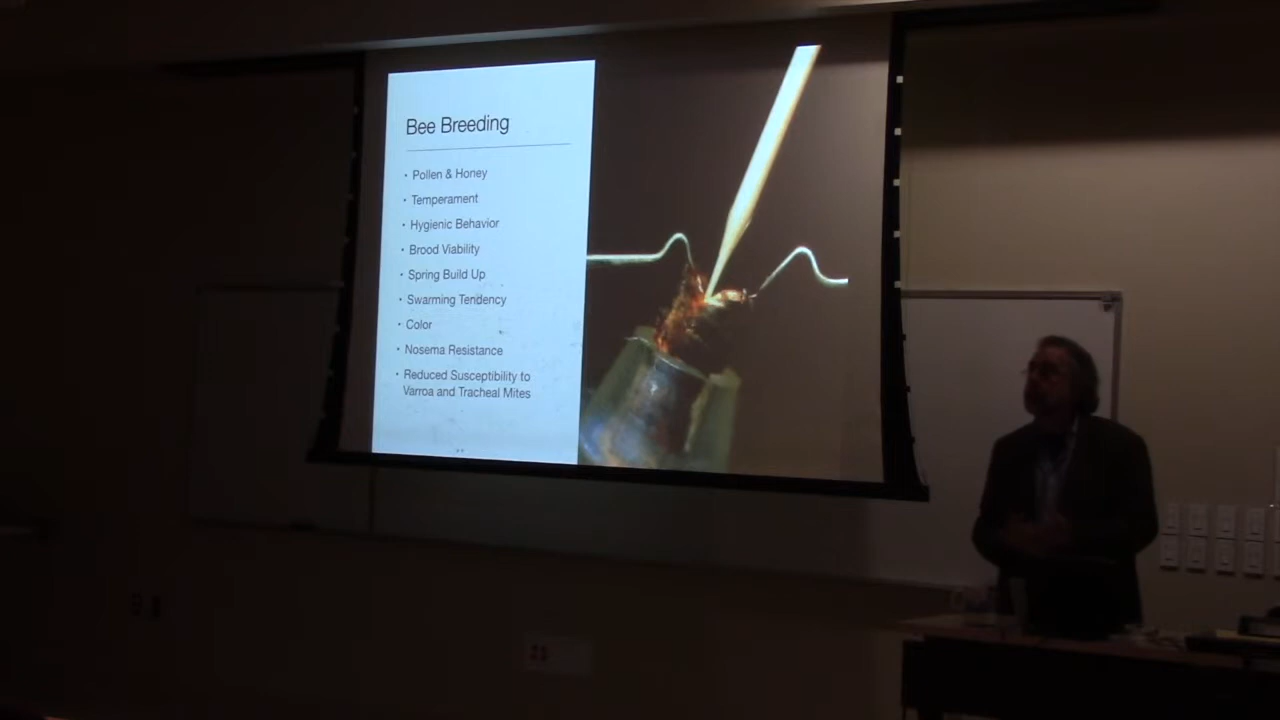 Bee Breeding
• Pollen & Honey
• Temperament
• Hygienic Behavior
• Brood Viability
• Spring Build Up
• Swarming Tendency
• Color
• Nosema Resistance
• Reduced Susceptibility to
Varroa and Tracheal Mites